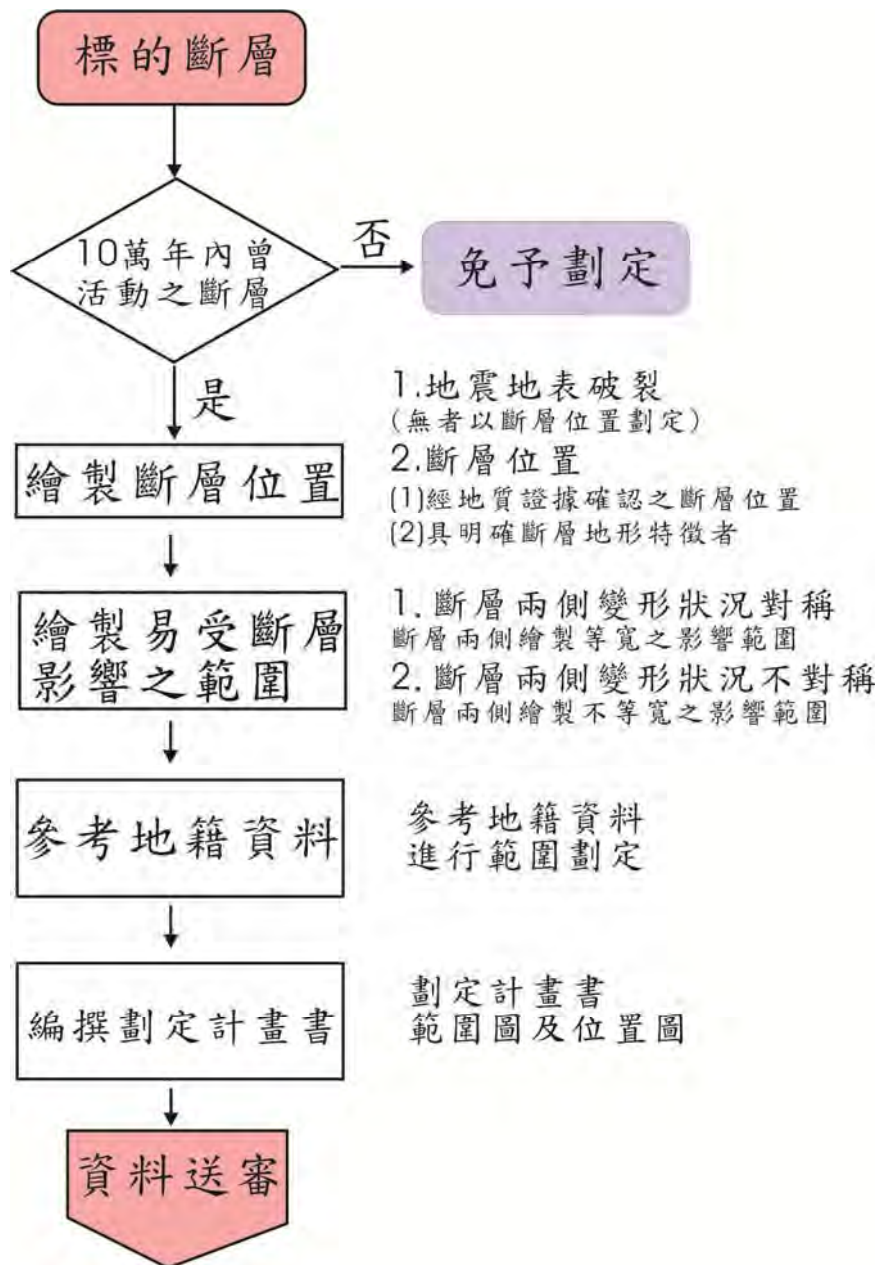 標的斷層
10萬年內曾
活動之斷層
否
免予劃定
是
繪製斷層位置
1.地震地表破裂
(無者以斷層位置劃定)
2.斷層位置
(1)經地質證據確認之斷層位置
(2)具明確斷層地形特徵者
繪製易受斷層
影響之範圍
1.斷層兩側變形狀況對稱
斷層兩側繪製等寬之影響範圍
2.斷層兩側變形狀況不對稱
斷層兩側繪製不等寬之影響範圍
參考地籍資料
參考地籍資料
進行範圍劃定
編撰劃定計畫書
劃定計畫書
範圍圖及位置圖
資料送審